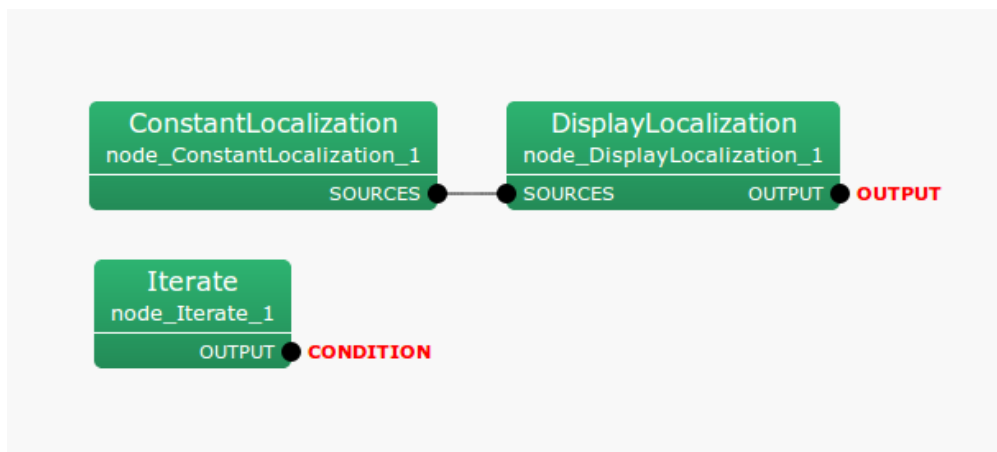 ConstantLocalization
node_ConstantLocalization_1
SOURCES
DisplayLocalization
node_DisplayLocalization_1
SOURCES OUTPUT
OUTPUT
Iterate
node_Iterate_1
OUTPUT
CONDITION